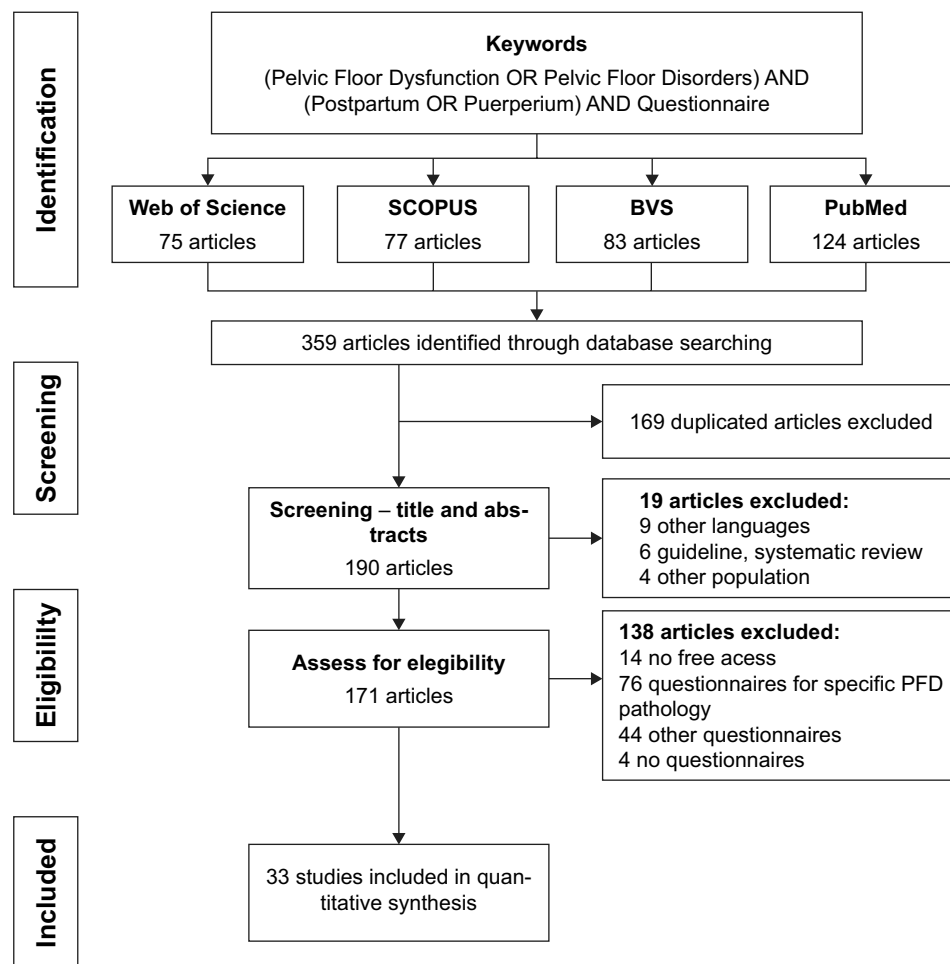 Identification
Keywords
(Pelvic Floor Dysfunction OR Pelvic Floor Disorders) AND
(Postpartum OR Puerperium) AND Questionnaire
Web of Science
75 articles
SCOPUS
77 articles
BVS
83 articles
PubMed
124 articles
359 articles identified through database searching
Screening
169 duplicated articles excluded
Screening – title and abs-
tracts
190 articles
19 articles excluded:
9 other languages
6 guideline, systematic review
4 other population
Eligibility
Assess for elegibility
171 articles
138 articles excluded:
14 no free acess
76 questionnaires for specific PFD
pathology
44 other questionnaires
4 no questionnaires
Included
33 studies included in quan-
titative synthesis